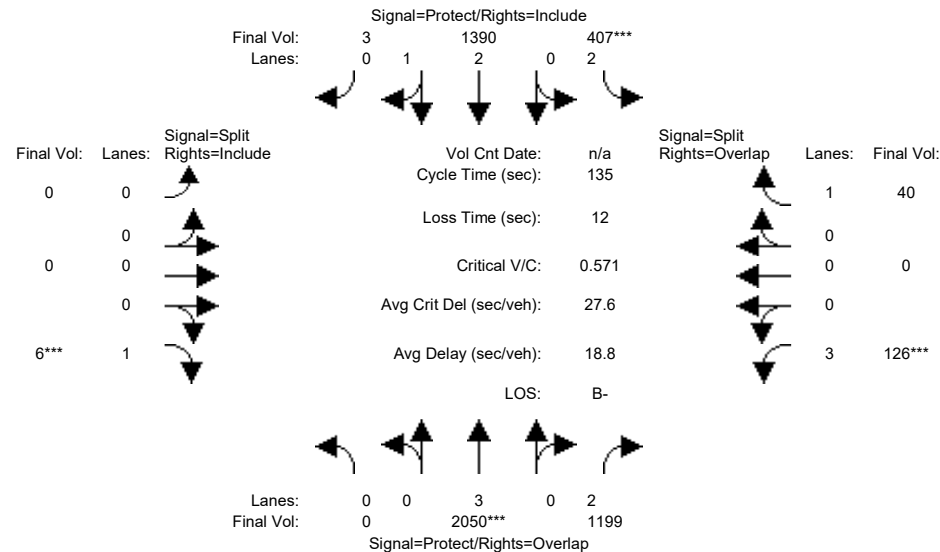 Signal=Protect/Rights=Include
Final Vol: 3 1390 407***
Lanes: 0 1 2 0 2
Signal=Split
Final Vol: Lanes: Rights=Include
Vol Cnt Date: n/a
Signal=Split
Rights=Overlap Lanes: Final Vol:
Cycle Time (sec): 135
0 0
1 40
Loss Time (sec): 12
0
0
0 0
Critical V/C: 0.571
0 0
0
Avg Crit Del (sec/veh): 27.6
0
6*** 1
Avg Delay (sec/veh): 18.8
3 126***
LOS: B-
Lanes: 0 0 3 0 2
Final Vol: 0 2050*** 1199
Signal=Protect/Rights=Overlap